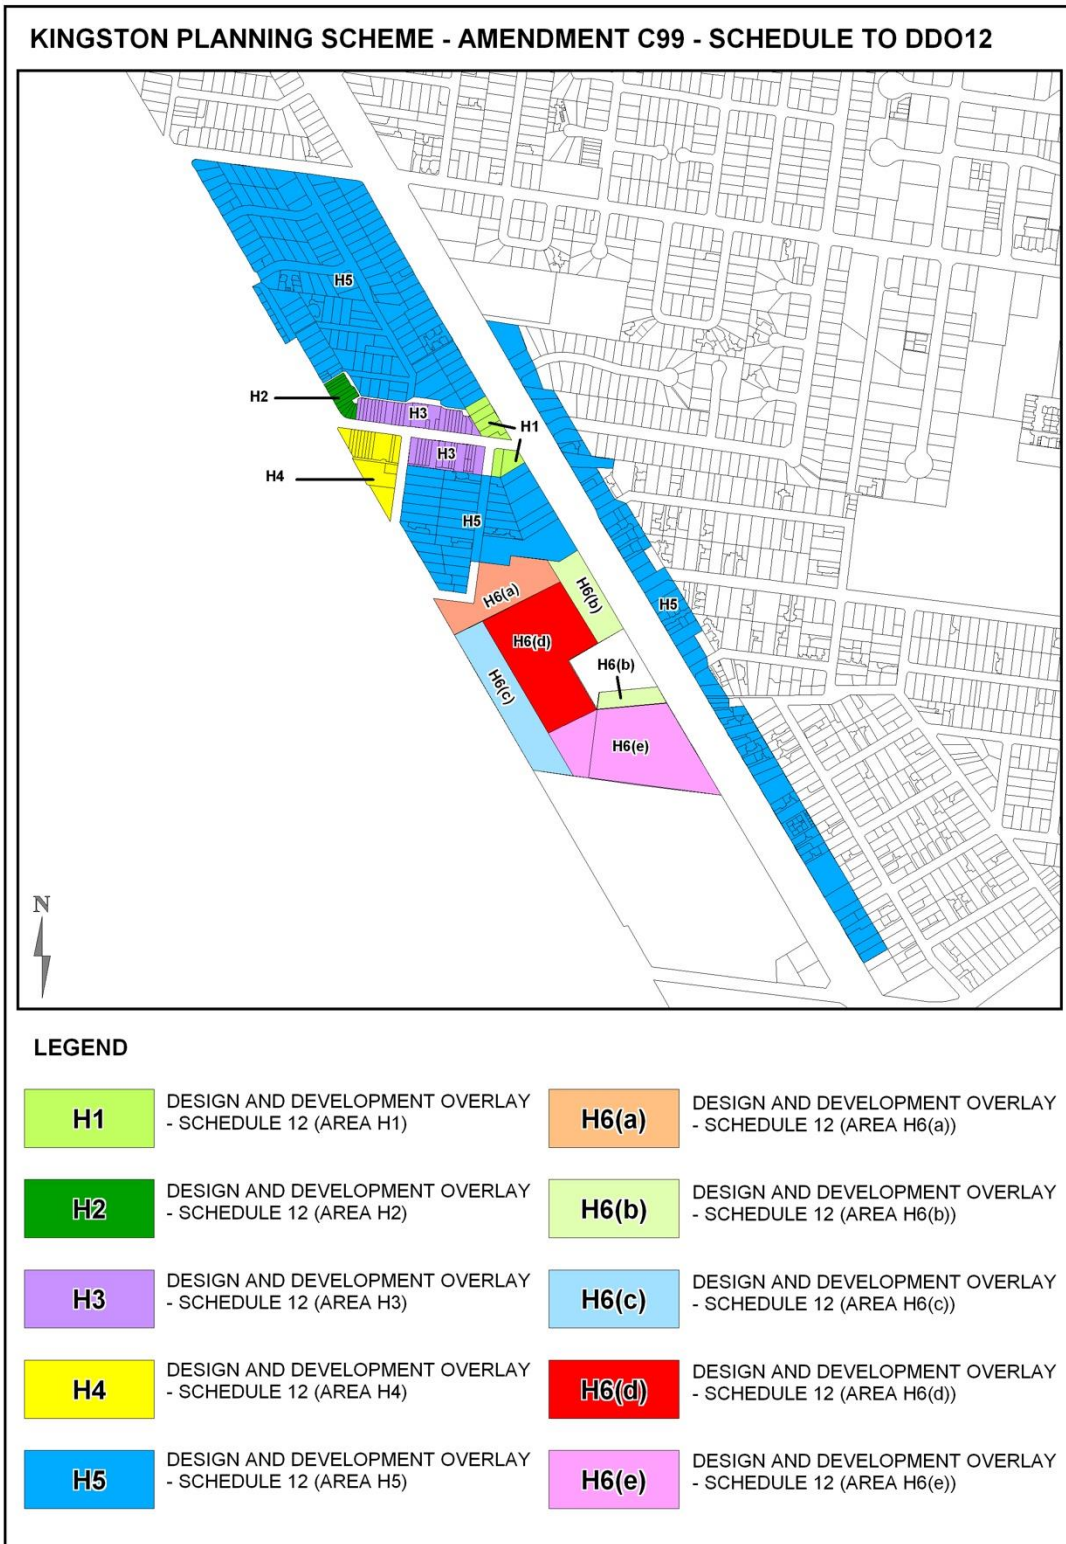 KINGSTON PLANNING SCHEME - AMENDMENT C99 - SCHEDULE TO DDO12
H5
H2
H3
H1
H3
H4
H5
H6(a)
H6(b)
H5
H6(d)
H6(b)
H6(c)
H6(e)
N
LEGEND
H1
DESIGN AND DEVELOPMENT OVERLAY
- SCHEDULE 12 (AREA H1)
H2
DESIGN AND DEVELOPMENT OVERLAY
- SCHEDULE 12 (AREA H2)
H3
DESIGN AND DEVELOPMENT OVERLAY
- SCHEDULE 12 (AREA H3)
H4
DESIGN AND DEVELOPMENT OVERLAY
- SCHEDULE 12 (AREA H4)
H5
DESIGN AND DEVELOPMENT OVERLAY
- SCHEDULE 12 (AREA H5)
H6(a)
DESIGN AND DEVELOPMENT OVERLAY
- SCHEDULE 12 (AREA H6(a))
H6(b)
DESIGN AND DEVELOPMENT OVERLAY
- SCHEDULE 12 (AREA H6(b))
H6(c)
DESIGN AND DEVELOPMENT OVERLAY
- SCHEDULE 12 (AREA H6(c))
H6(d)
DESIGN AND DEVELOPMENT OVERLAY
- SCHEDULE 12 (AREA H6(d))
H6(e)
DESIGN AND DEVELOPMENT OVERLAY
- SCHEDULE 12 (AREA H6(e))